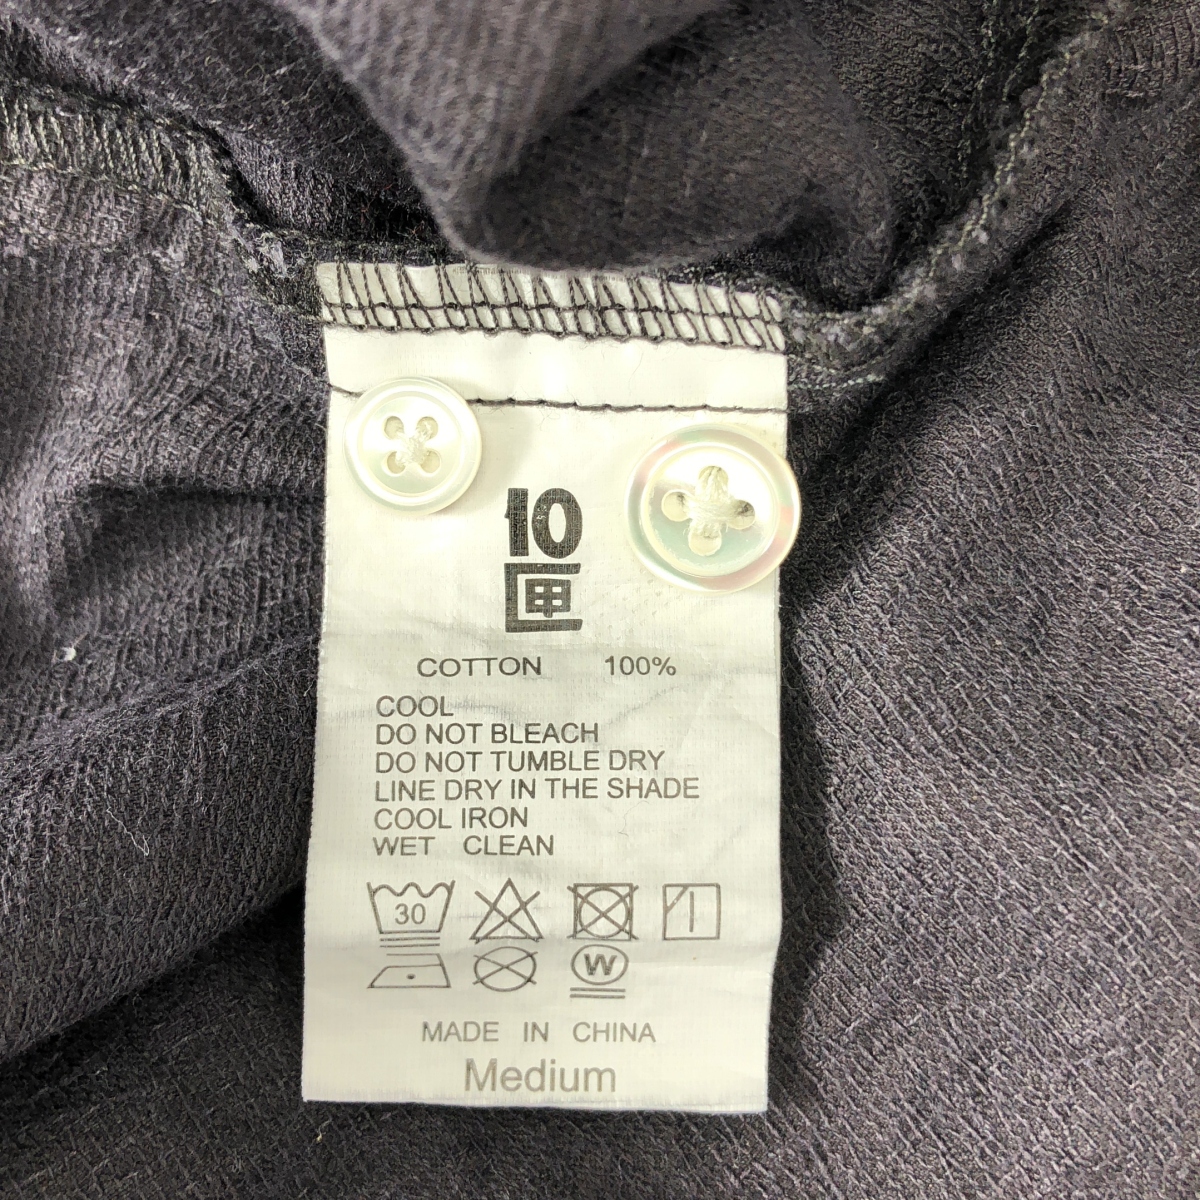 10
匣
COTTON 100%
COOL
DO NOT BLEACH
DO NOT TUMBLE DRY
LINE DRY IN THE SHADE
COOL IRON
WET CLEAN
30
W
MADE IN CHINA
Medium